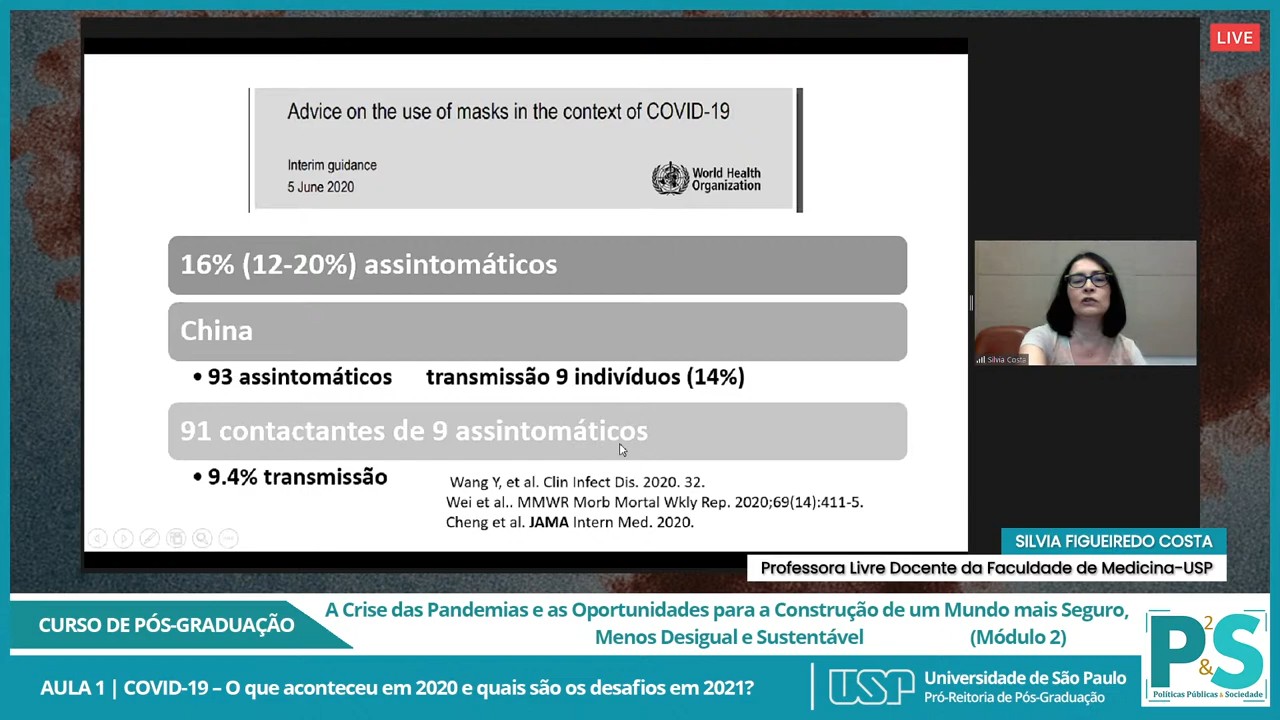 LIVE
Advice on the use of masks in the context of COVID-19
Interim guidance
5 June 2020
World Health
Organization
16% (12-20%) assintomáticos
China
• 93 assintomáticos transmissão 9 indivíduos (14%)
91 contactantes de 9 assintomáticos
• 9.4% transmissão
Wang Y, et al. Clin Infect Dis. 2020. 32.
Wei et al.. MMWR Morb Mortal Wkly Rep. 2020;69(14):411-5.
Cheng et al. JAMA Intern Med. 2020.
Silvia Costa
SILVIA FIGUEIREDO COSTA
Professora Livre Docente da Faculdade de Medicina-USP
CURSO DE PÓS-GRADUAÇÃO
A Crise das Pandemias e as Oportunidades para a Construção de um Mundo mais Seguro,
Menos Desigual e Sustentável (Módulo 2)
AULA 1 | COVID-19 – O que aconteceu em 2020 e quais são os desafios em 2021?
USP
Universidade de São Paulo
Pró-Reitoria de Pós-Graduação
P2&S
Políticas Públicas & Sociedade